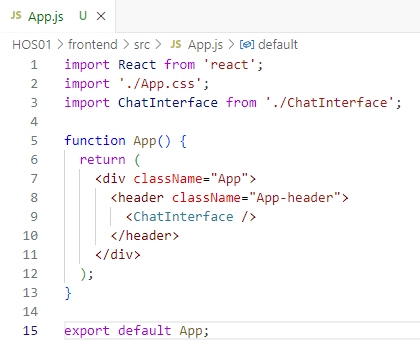 JS App.js U
HOS01 > frontend > src > JS App.js > default
1 import React from 'react';
2 import './App.css';
3 import ChatInterface from './ChatInterface';
4
5 function App() {
6   return (
7     <div className="App">
8       <header className="App-header">
9         <ChatInterface />
10       </header>
11     </div>
12   );
13 }
14
15 export default App;